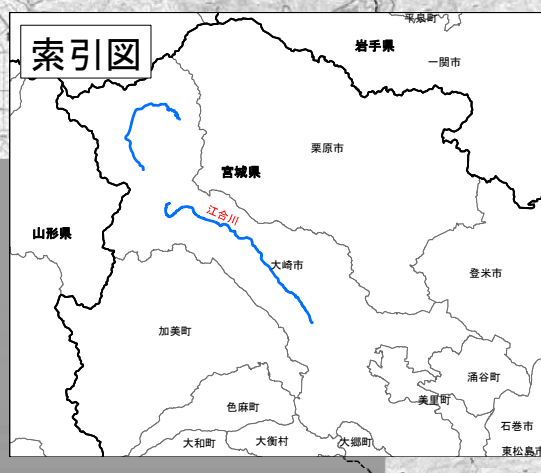 索引図
平泉町
岩手県
一関市
栗原市
宮城県
江合川
山形県
大崎市
登米市
加美町
涌谷町
美里町
色麻町
石巻市
大和町
大衡村
大郷町
東松島市